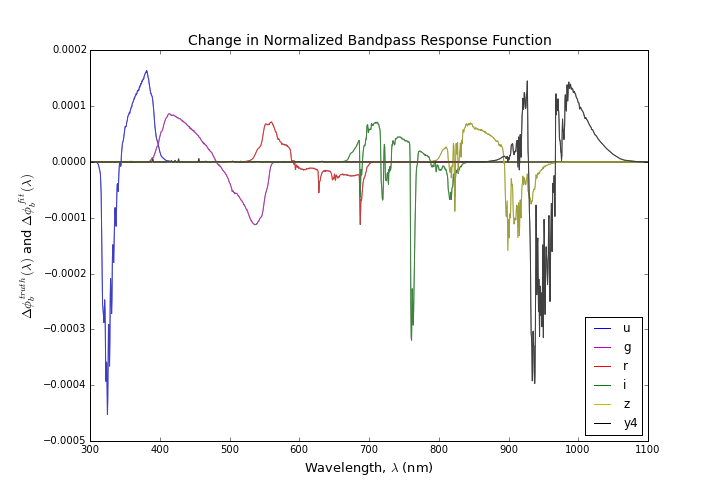 Change in Normalized Bandpass Response Function
0.0002
0.0001
0.0000
−0.0001
−0.0002
−0.0003
−0.0004
−0.0005
Δϕ_b^{truth}(λ) and Δϕ_b^{fit}(λ)
u
g
r
i
z
y4
300 400 500 600 700 800 900 1000 1100
Wavelength, λ (nm)